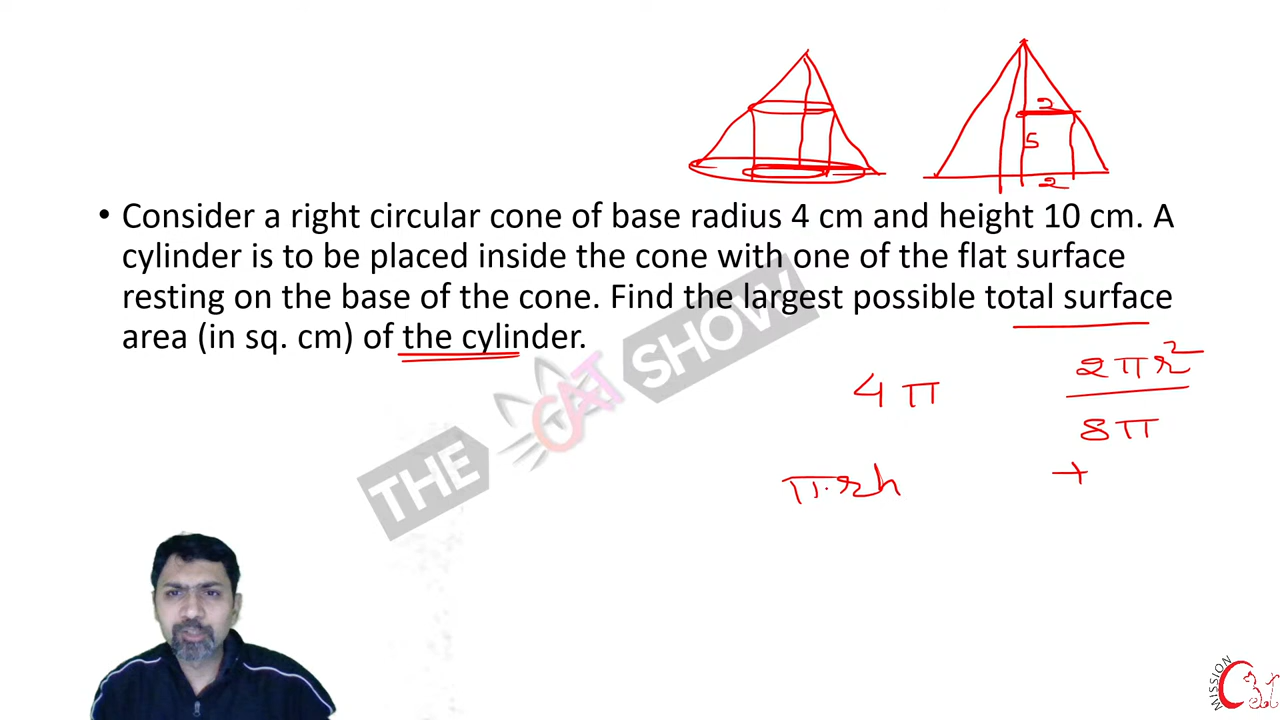 2
5
2
• Consider a right circular cone of base radius 4 cm and height 10 cm. A
cylinder is to be placed inside the cone with one of the flat surface
resting on the base of the cone. Find the largest possible total surface
area (in sq. cm) of the cylinder.
THE CAT SHOW
4 π
2πr²
8π
+
π.rh
MISSION
Cat